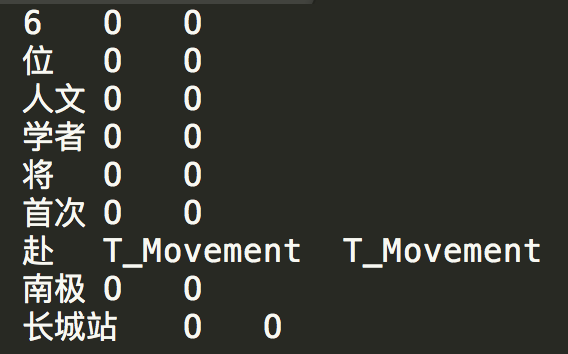 6 0 0
位 0 0
人文 0 0
学者 0 0
将 0 0
首次 0 0
赴 T_Movement T_Movement
南极 0 0
长城站 0 0